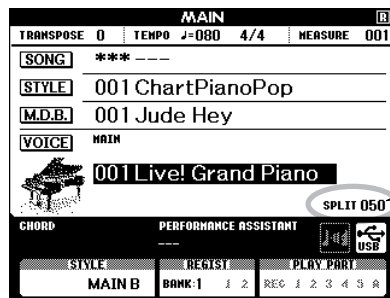 MAIN R
TRANSPOSE 0 TEMPO ♩=080 4/4 MEASURE 001
SONG *** ---
STYLE 001 ChartPianoPop
M.D.B. 001 Jude Hey
VOICE MAIN
001 Live! Grand Piano
SPLIT 050
CHORD PERFORMANCE ASSISTANT
---
USB
STYLE REGIST PLAY PART
MAIN B BANK:1 1 2 REC 1 2 3 4 5 A